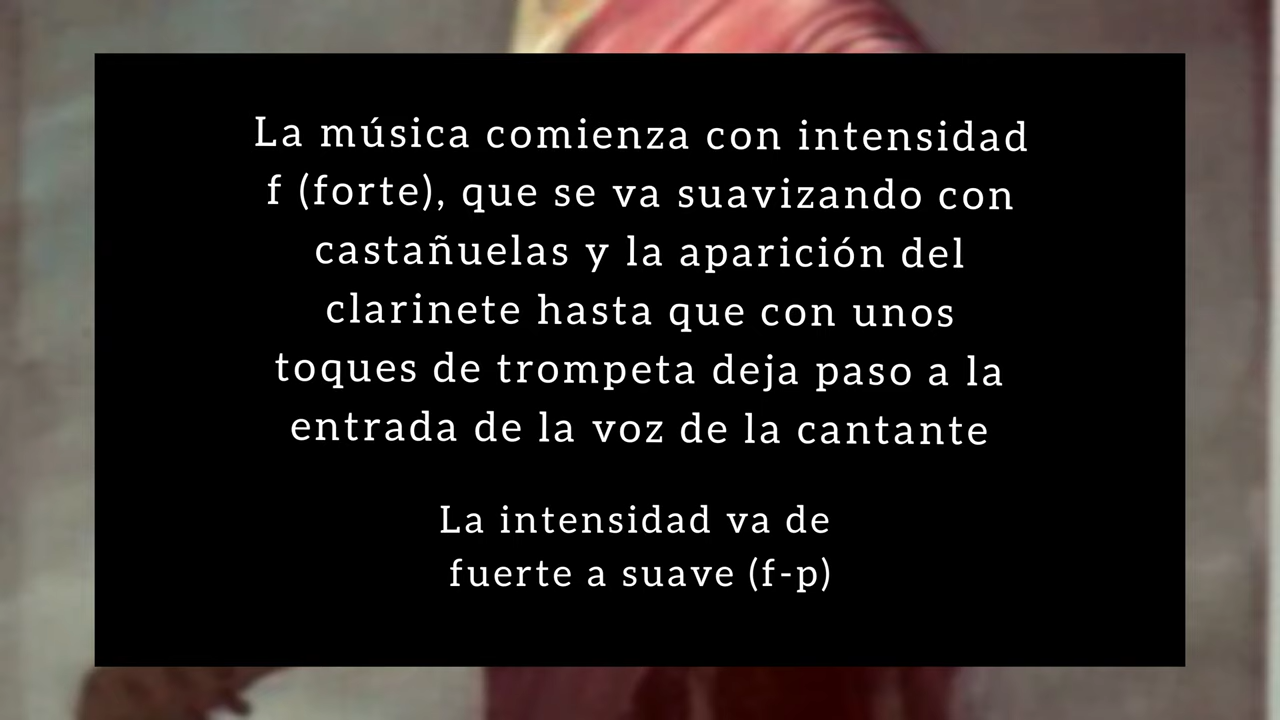 La música comienza con intensidad
f (forte), que se va suavizando con
castañuelas y la aparición del
clarinete hasta que con unos
toques de trompeta deja paso a la
entrada de la voz de la cantante
La intensidad va de
fuerte a suave (f-p)